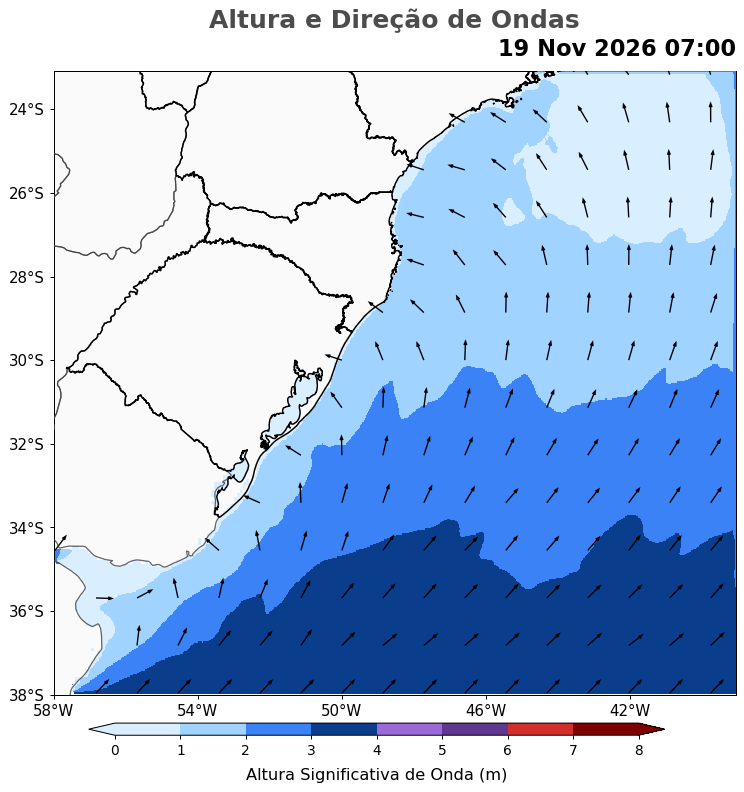 Altura e Direção de Ondas
19 Nov 2026 07:00
24°S
26°S
28°S
30°S
32°S
34°S
36°S
38°S
58°W 54°W 50°W 46°W 42°W
0 1 2 3 4 5 6 7 8
Altura Significativa de Onda (m)